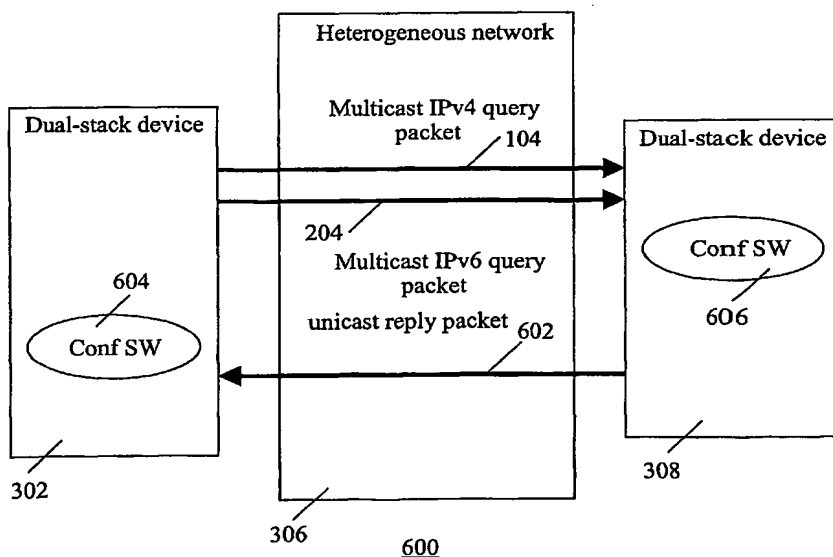 Heterogeneous network
Dual-stack device
Multicast IPv4 query
packet
104
Dual-stack device
204
Multicast IPv6 query
packet
Conf SW
606
604
Conf SW
unicast reply packet
602
302
306
308
600